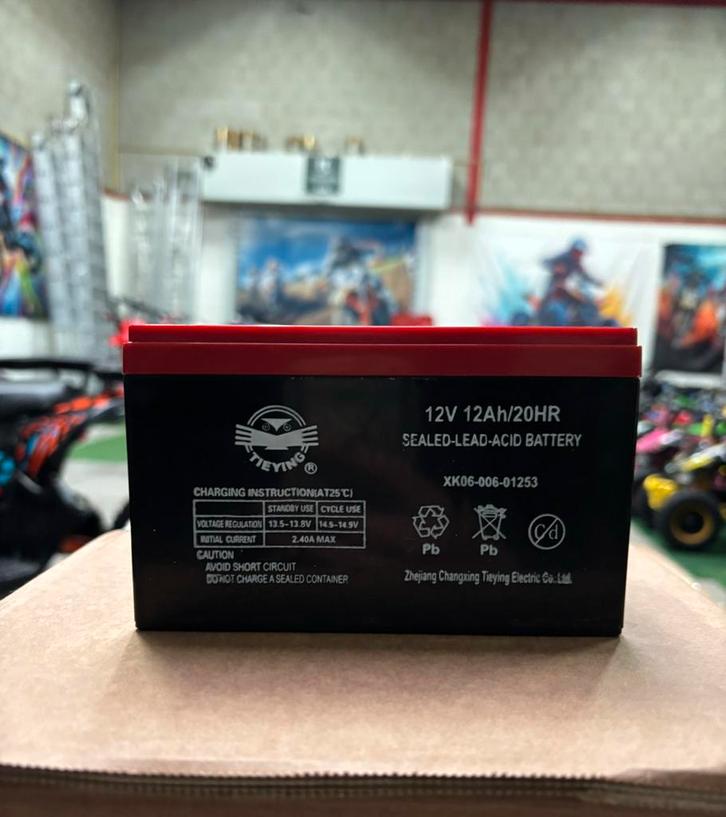 12V 12Ah/20HR
SEALED-LEAD-ACID BATTERY
XK06-006-01253
Pb
Pb
Cd
Zhejiang Changxing Tieying Electric Co.,Ltd.
TIEYING®
CHARGING INSTRUCTION(AT25℃)
STANDBY USE CYCLE USE
VOLTAGE REGULATION 13.5-13.8V 14.5-14.9V
INITIAL CURRENT 2.40A MAX
CAUTION
AVOID SHORT CIRCUIT
DO NOT CHARGE A SEALED CONTAINER